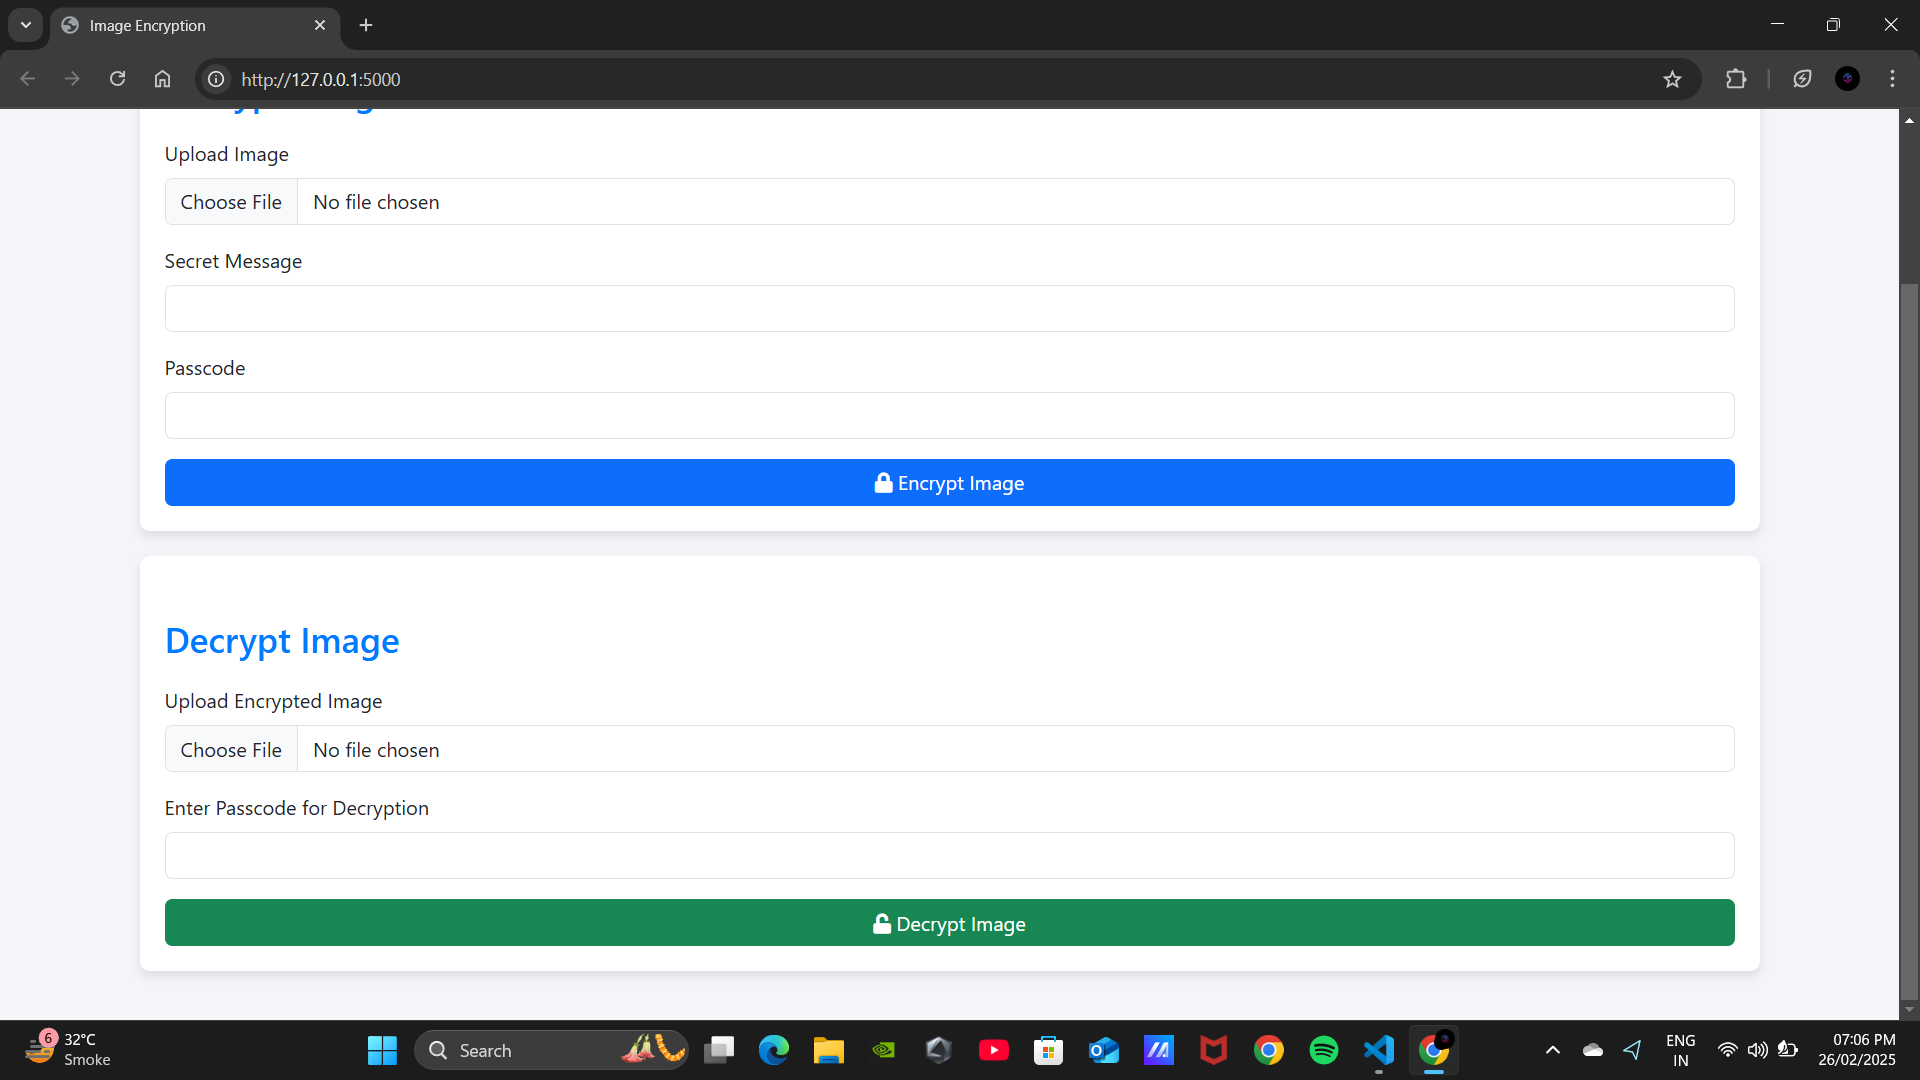 Image Encryption
http://127.0.0.1:5000
Upload Image
Choose File No file chosen
Secret Message
Passcode
Encrypt Image
Decrypt Image
Upload Encrypted Image
Choose File No file chosen
Enter Passcode for Decryption
Decrypt Image
6
32°C
Smoke
Search
ENG
IN
07:06 PM
26/02/2025